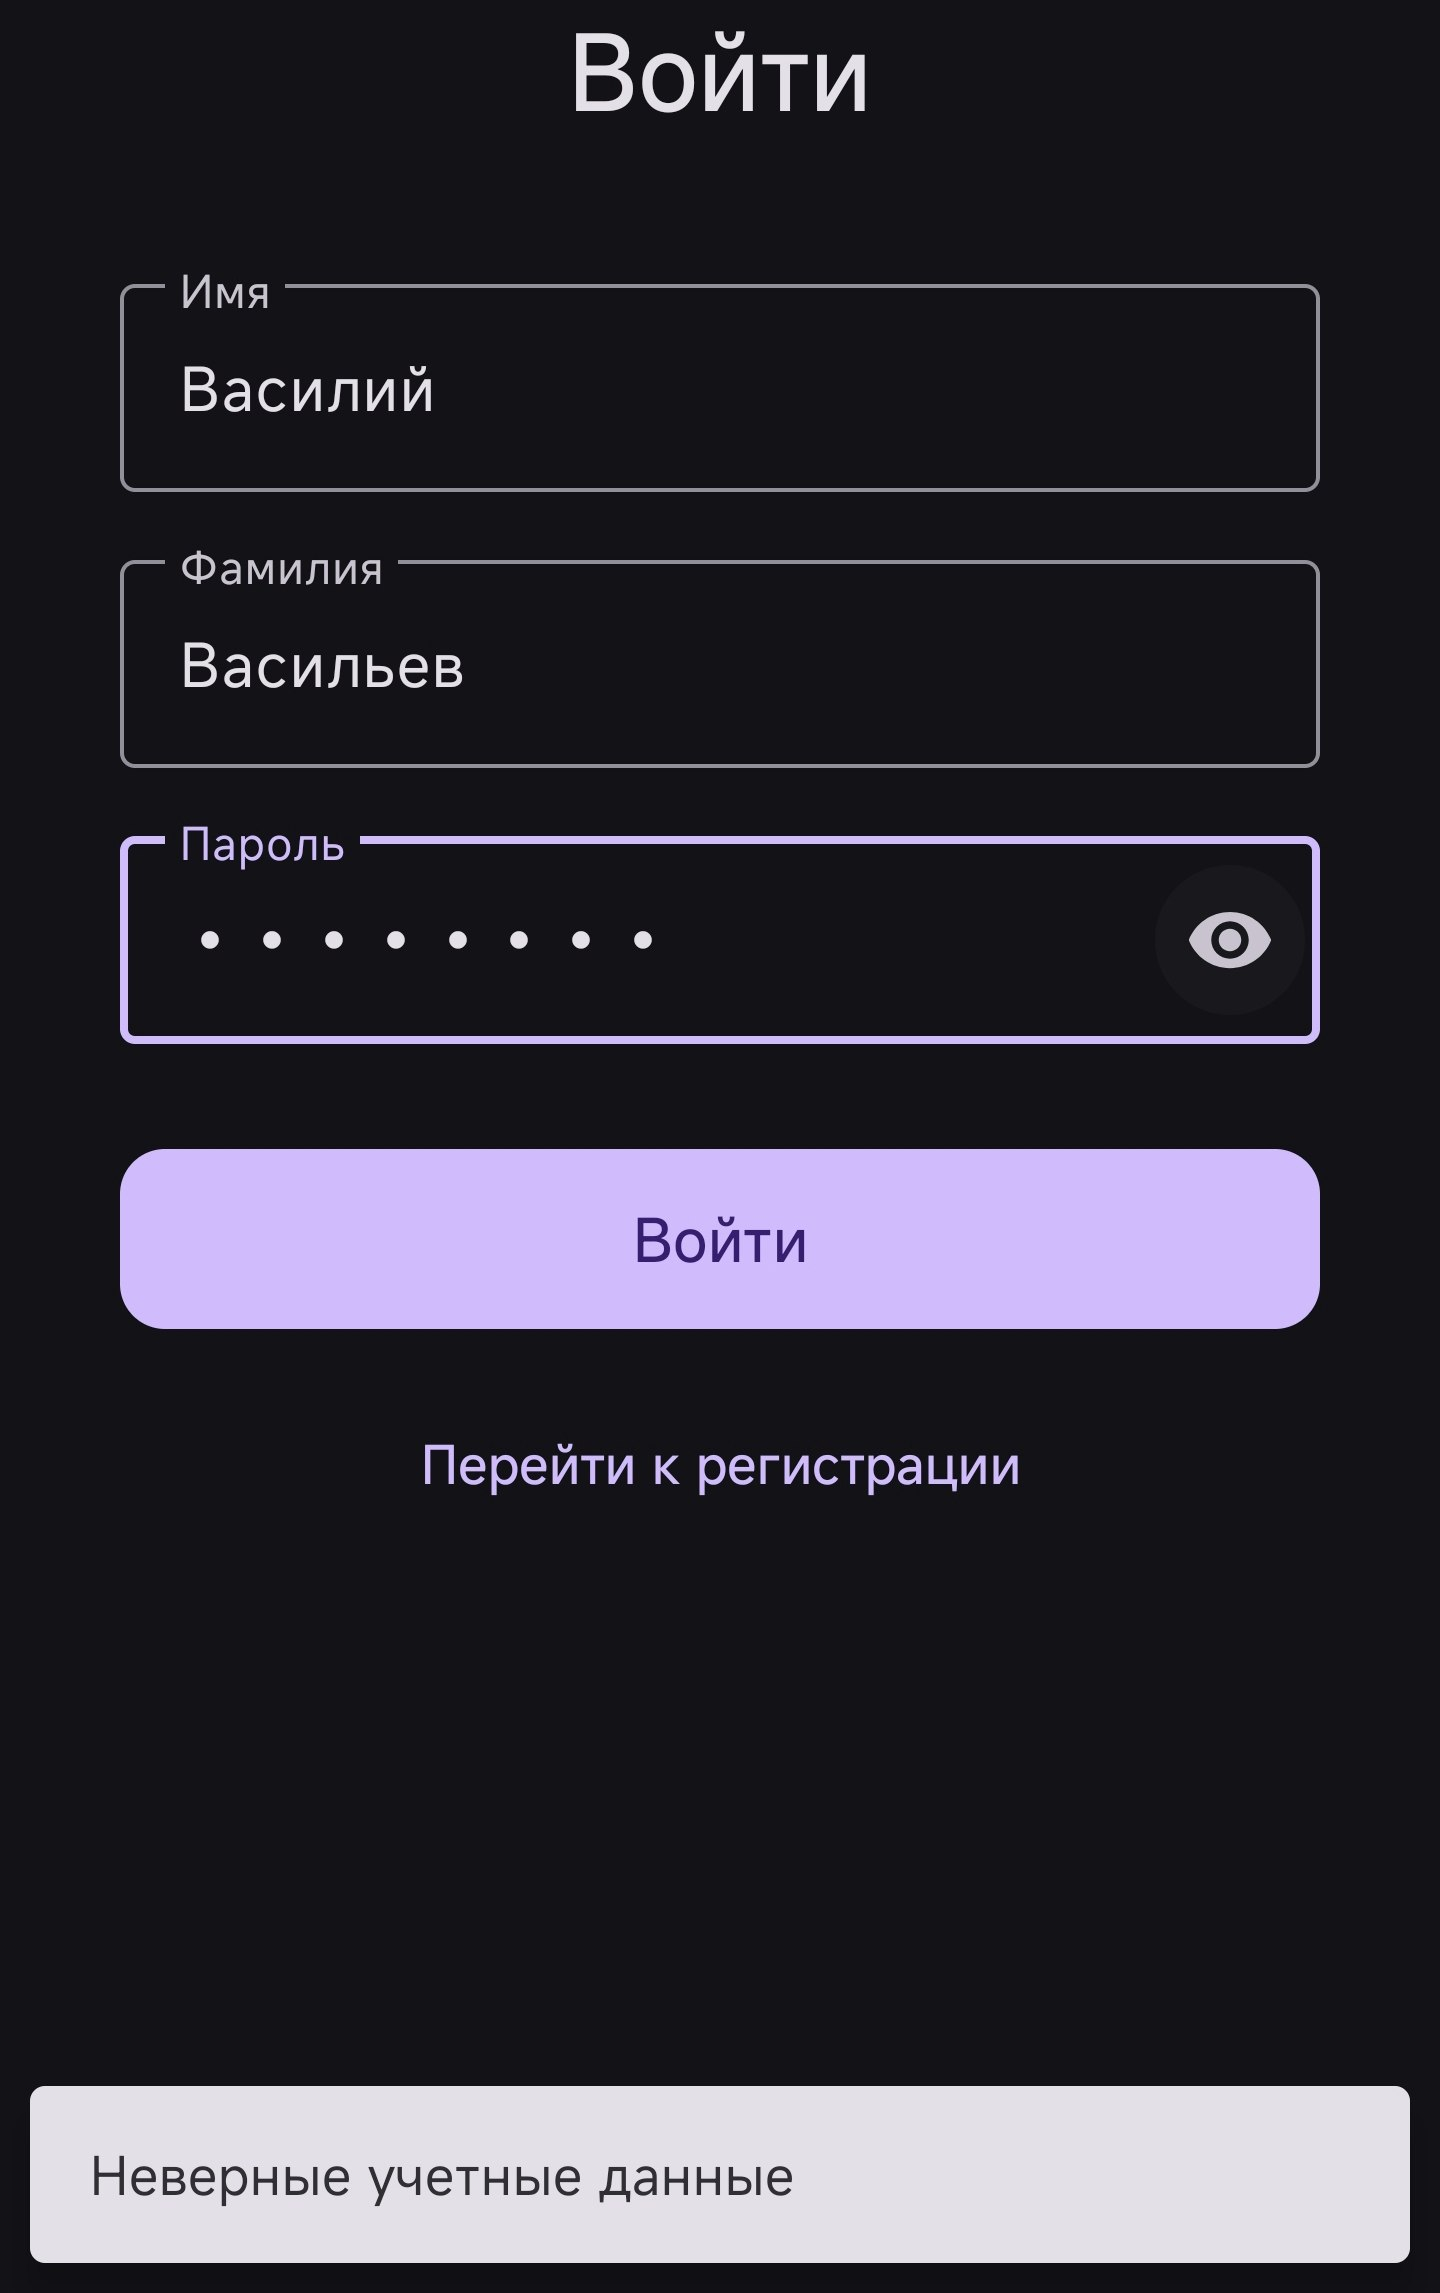 Войти
Имя
Василий
Фамилия
Васильев
Пароль
••••••••
Войти
Перейти к регистрации
Неверные учетные данные